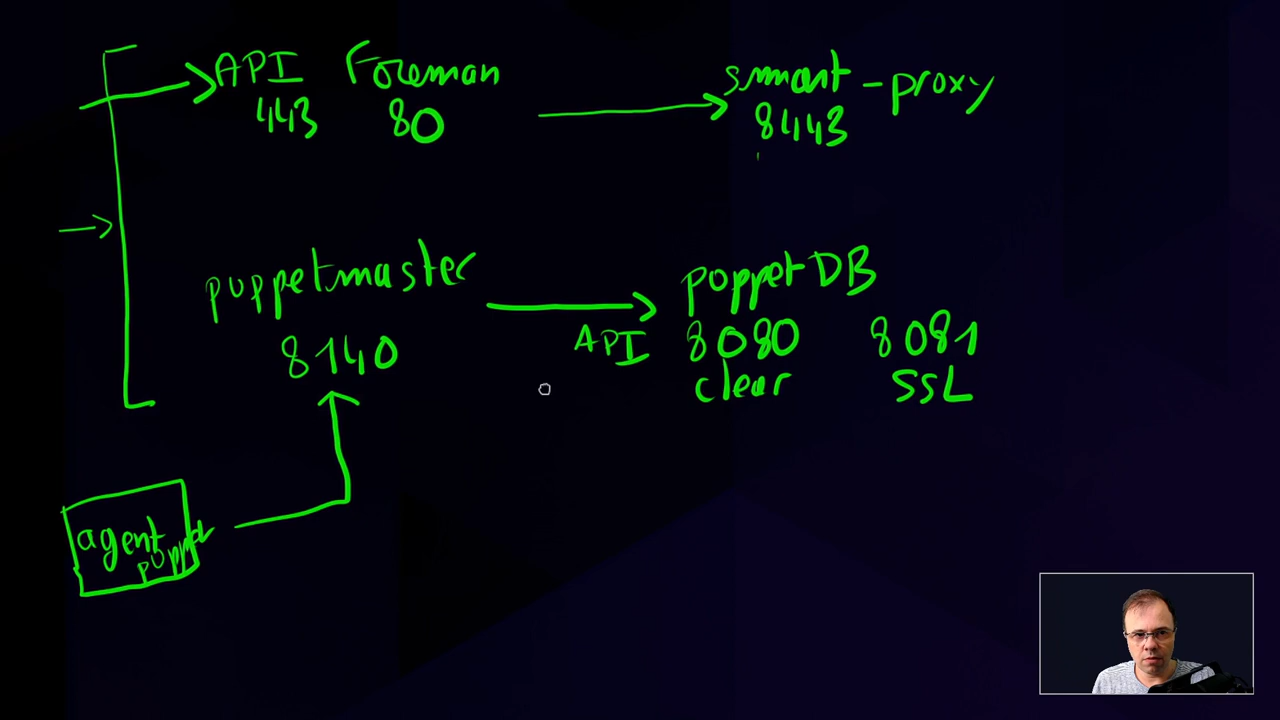 API Foreman
443 80
smart-proxy
8443
puppetmaster
8140
API
puppetDB
8080 8081
clear SSL
agent
puppet